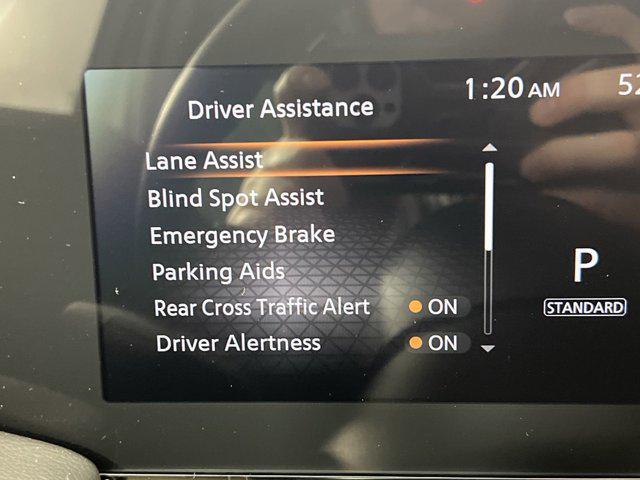 1:20 AM 52
Driver Assistance
Lane Assist
Blind Spot Assist
Emergency Brake
Parking Aids
Rear Cross Traffic Alert ON
Driver Alertness ON
P
STANDARD